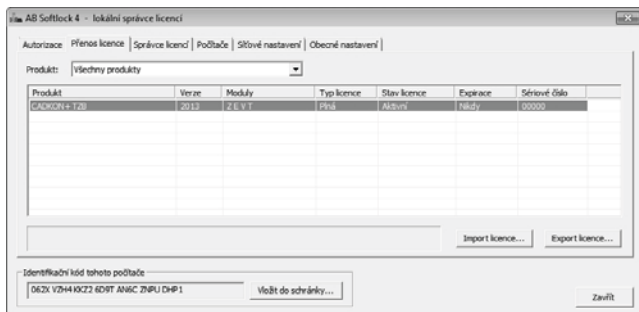 AB Softlock 4 - lokální správce licencí
Autorizace Přenos licence Správce licencí Počítače Síťové nastavení Obecné nastavení
Produkt: Všechny produkty
Produkt Verze Moduly Typ licence Stav licence Expirace Sériové číslo
CADKON+ TZB 2013 Z E V T Plná Aktivní Nikdy 00000
Import licence... Export licence...
Identifikační kód tohoto počítače
062X VZH4 KKZ2 6D9T AN6C ZNPU DHP1 Vložit do schránky...
Zavřít